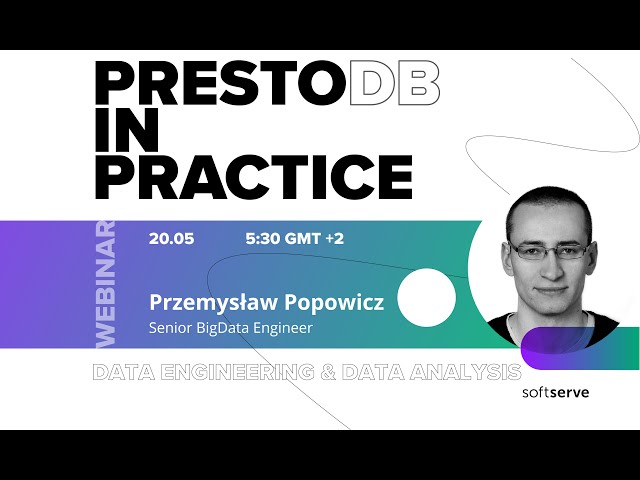 PRESTODB
IN
PRACTICE
WEBINAR
20.05 5:30 GMT +2
Przemysław Popowicz
Senior BigData Engineer
DATA ENGINEERING & DATA ANALYSIS
softserve